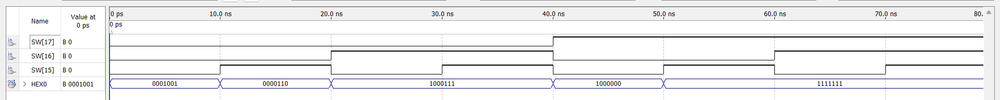 Name Value at 0 ps
0 ps 10.0 ns 20.0 ns 30.0 ns 40.0 ns 50.0 ns 60.0 ns 70.0 ns 80.
0 ps
in SW[17] B 0
in SW[16] B 0
in SW[15] B 0
out HEX0 B 0001001 0001001 0000110 1000111 1000000 1111111